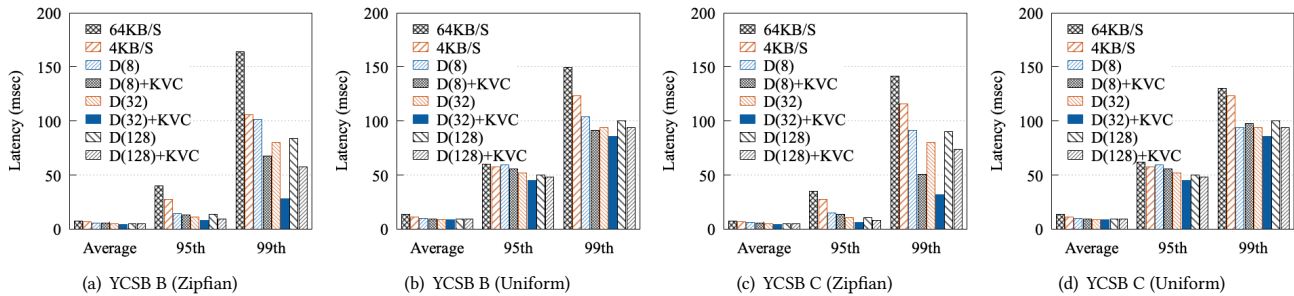 200
150
100
50
0
Latency (msec)
64KB/S
4KB/S
D(8)
D(8)+KVC
D(32)
D(32)+KVC
D(128)
D(128)+KVC
Average 95th 99th
(a) YCSB B (Zipfian)
200
150
100
50
0
Latency (msec)
64KB/S
4KB/S
D(8)
D(8)+KVC
D(32)
D(32)+KVC
D(128)
D(128)+KVC
Average 95th 99th
(b) YCSB B (Uniform)
200
150
100
50
0
Latency (msec)
64KB/S
4KB/S
D(8)
D(8)+KVC
D(32)
D(32)+KVC
D(128)
D(128)+KVC
Average 95th 99th
(c) YCSB C (Zipfian)
200
150
100
50
0
Latency (msec)
64KB/S
4KB/S
D(8)
D(8)+KVC
D(32)
D(32)+KVC
D(128)
D(128)+KVC
Average 95th 99th
(d) YCSB C (Uniform)